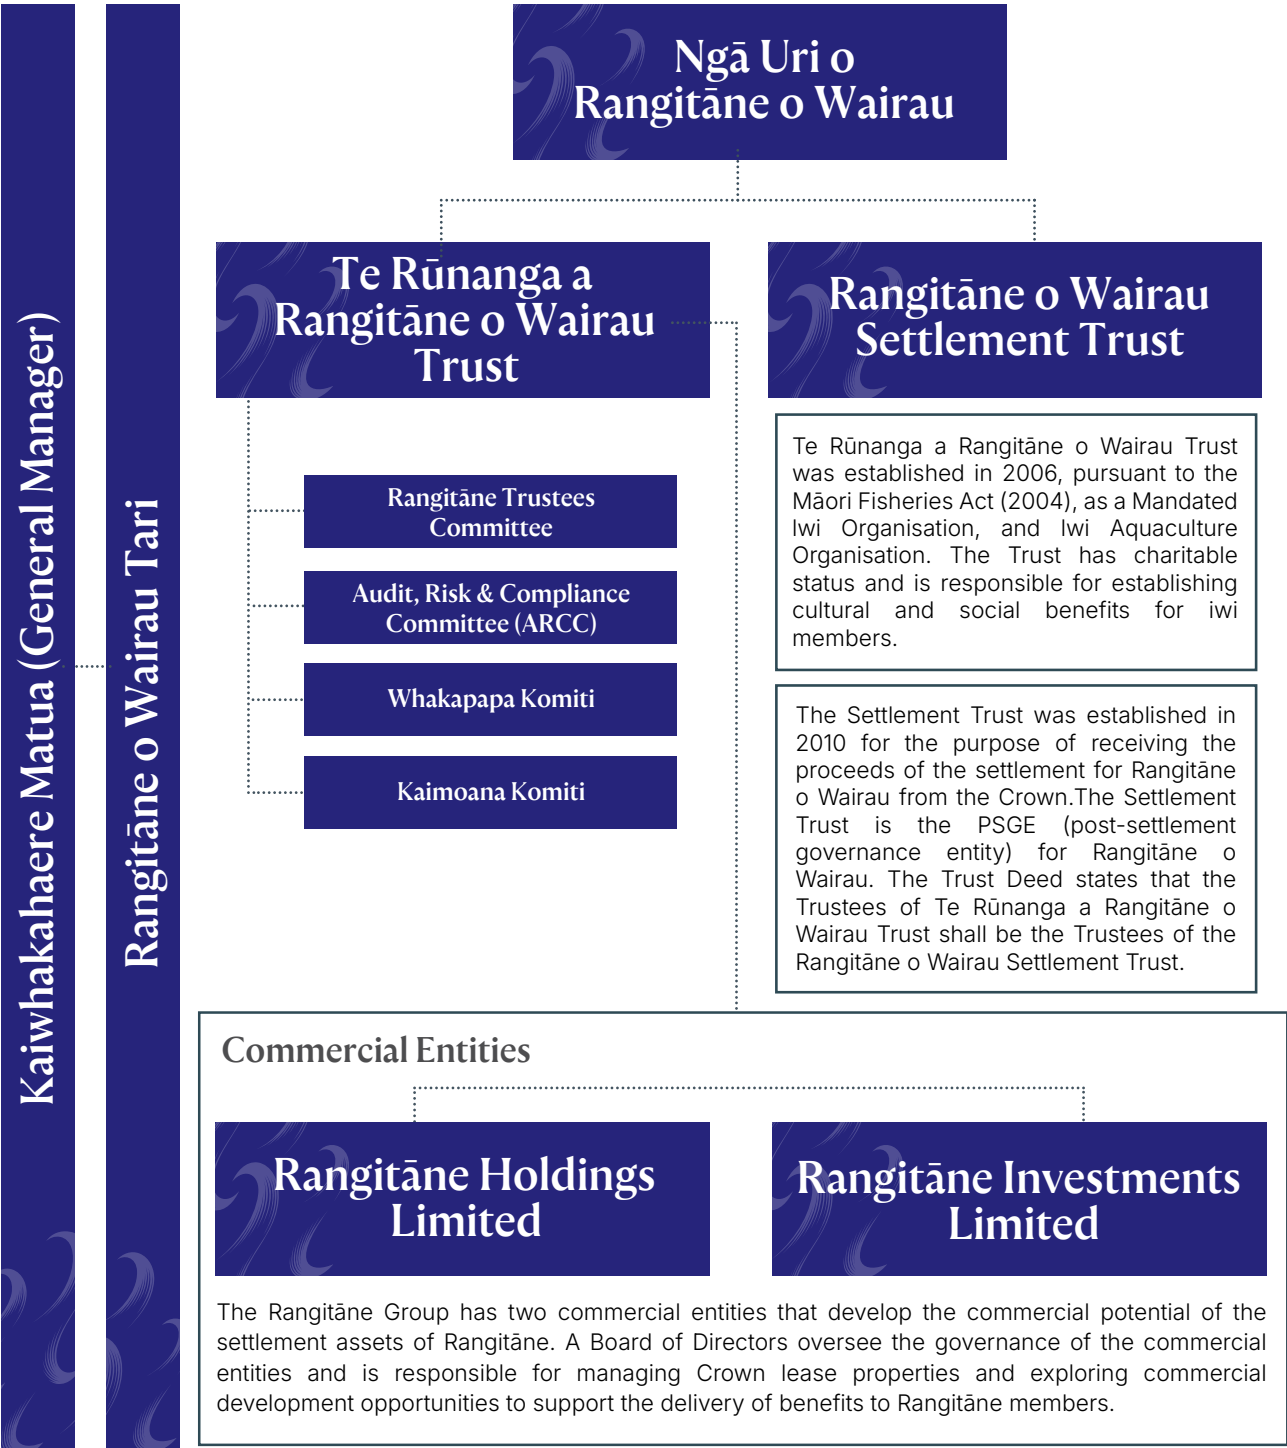 Kaiwhakahaere Matua (General Manager)
Rangitāne o Wairau Tari
Ngā Uri o
Rangitāne o Wairau
Te Rūnanga a
Rangitāne o Wairau
Trust
Rangitāne o Wairau
Settlement Trust
Rangitāne Trustees
Committee
Audit, Risk & Compliance
Committee (ARCC)
Whakapapa Komiti
Kaimoana Komiti
Te Rūnanga a Rangitāne o Wairau Trust
was established in 2006, pursuant to the
Māori Fisheries Act (2004), as a Mandated
Iwi Organisation, and Iwi Aquaculture
Organisation. The Trust has charitable
status and is responsible for establishing
cultural and social benefits for iwi
members.
The Settlement Trust was established in
2010 for the purpose of receiving the
proceeds of the settlement for Rangitāne
o Wairau from the Crown.The Settlement
Trust is the PSGE (post-settlement
governance entity) for Rangitāne o
Wairau. The Trust Deed states that the
Trustees of Te Rūnanga a Rangitāne o
Wairau Trust shall be the Trustees of the
Rangitāne o Wairau Settlement Trust.
Commercial Entities
Rangitāne Holdings
Limited
Rangitāne Investments
Limited
The Rangitāne Group has two commercial entities that develop the commercial potential of the
settlement assets of Rangitāne. A Board of Directors oversee the governance of the commercial
entities and is responsible for managing Crown lease properties and exploring commercial
development opportunities to support the delivery of benefits to Rangitāne members.